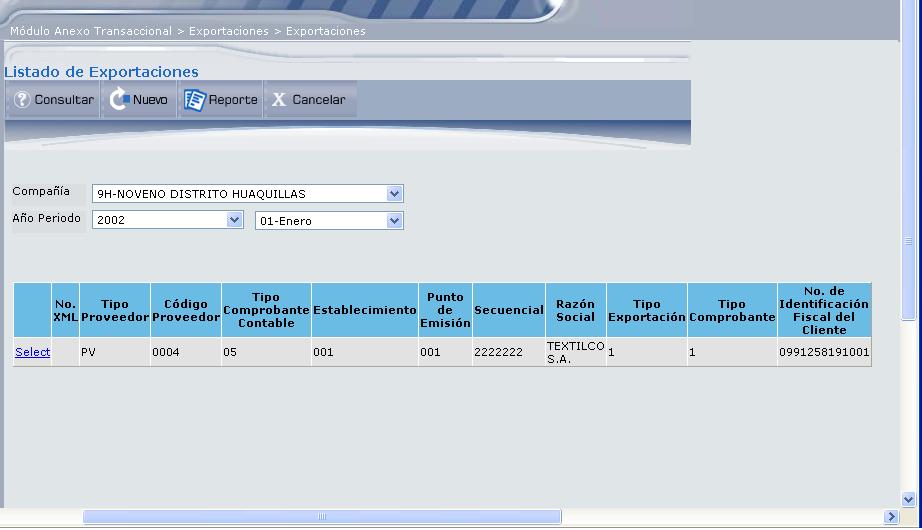 Módulo Anexo Transaccional > Exportaciones > Exportaciones
Listado de Exportaciones
? Consultar Nuevo Reporte X Cancelar
Compañía 9H-NOVENO DISTRITO HUAQUILLAS
Año Periodo 2002 01-Enero
No. XML Tipo Proveedor Código Proveedor Tipo Comprobante Contable Establecimiento Punto de Emisión Secuencial Razón Social Tipo Exportación Tipo Comprobante No. de Identificación Fiscal del Cliente
Select PV 0004 05 001 001 2222222 TEXTILCO S.A. 1 1 0991258191001